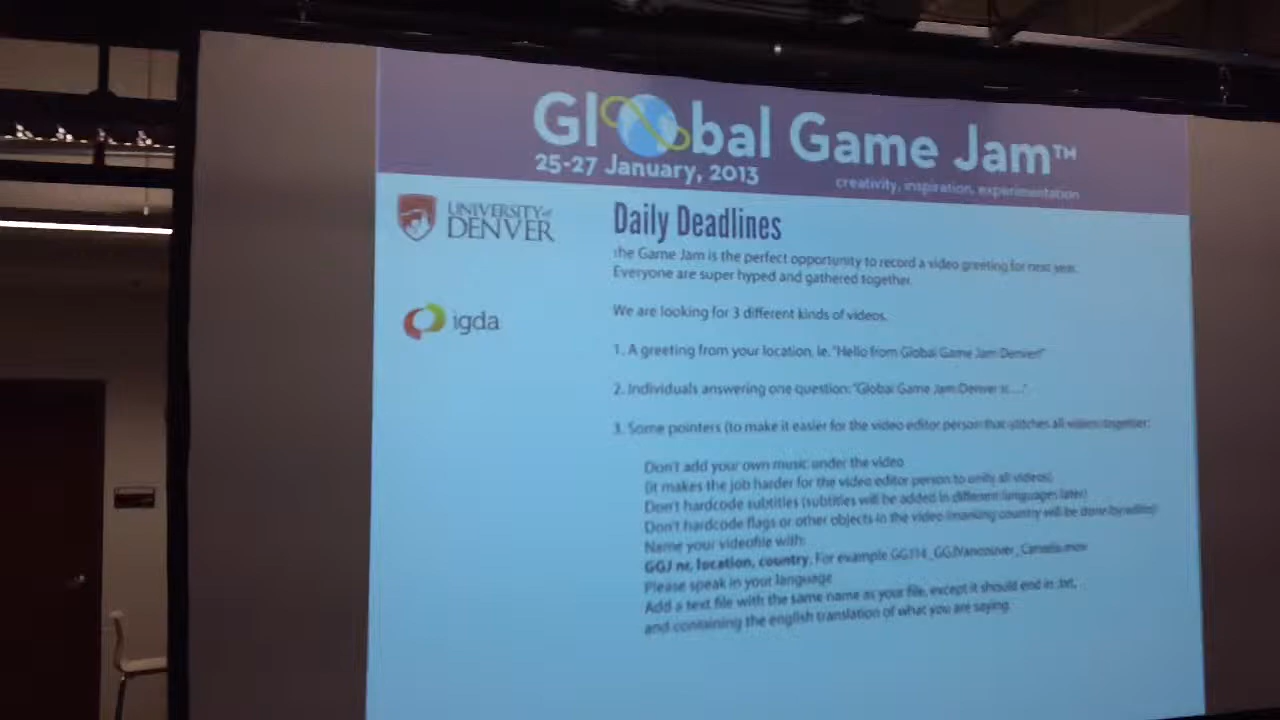 Global Game Jam™
25-27 January, 2013
creativity, inspiration, experimentation
UNIVERSITY of
DENVER
igda
Daily Deadlines
The Game Jam is the perfect opportunity to record a video greeting for next year.
Everyone are super hyped and gathered together.
We are looking for 3 different kinds of videos.
1. A greeting from your location, ie. "Hello from Global Game Jam Denver!"
2. Individuals answering one question: "Global Game Jam Denver is...."
3. Some pointers (to make it easier for the video editor person that stitches all videos together:
Don't add your own music under the video
(it makes the job harder for the video editor person to unify all videos)
Don't hardcode subtitles (subtitles will be added in different languages later)
Don't hardcode flags or other objects in the video (marking country will be done by
Name your videofile with:
GGJ nr, location, country. For example GGJ14_GGJVancouver_Canada.mov
Please speak in your language
Add a text file with the same name as your file, except it should end in .txt,
and containing the english translation of what you are saying.